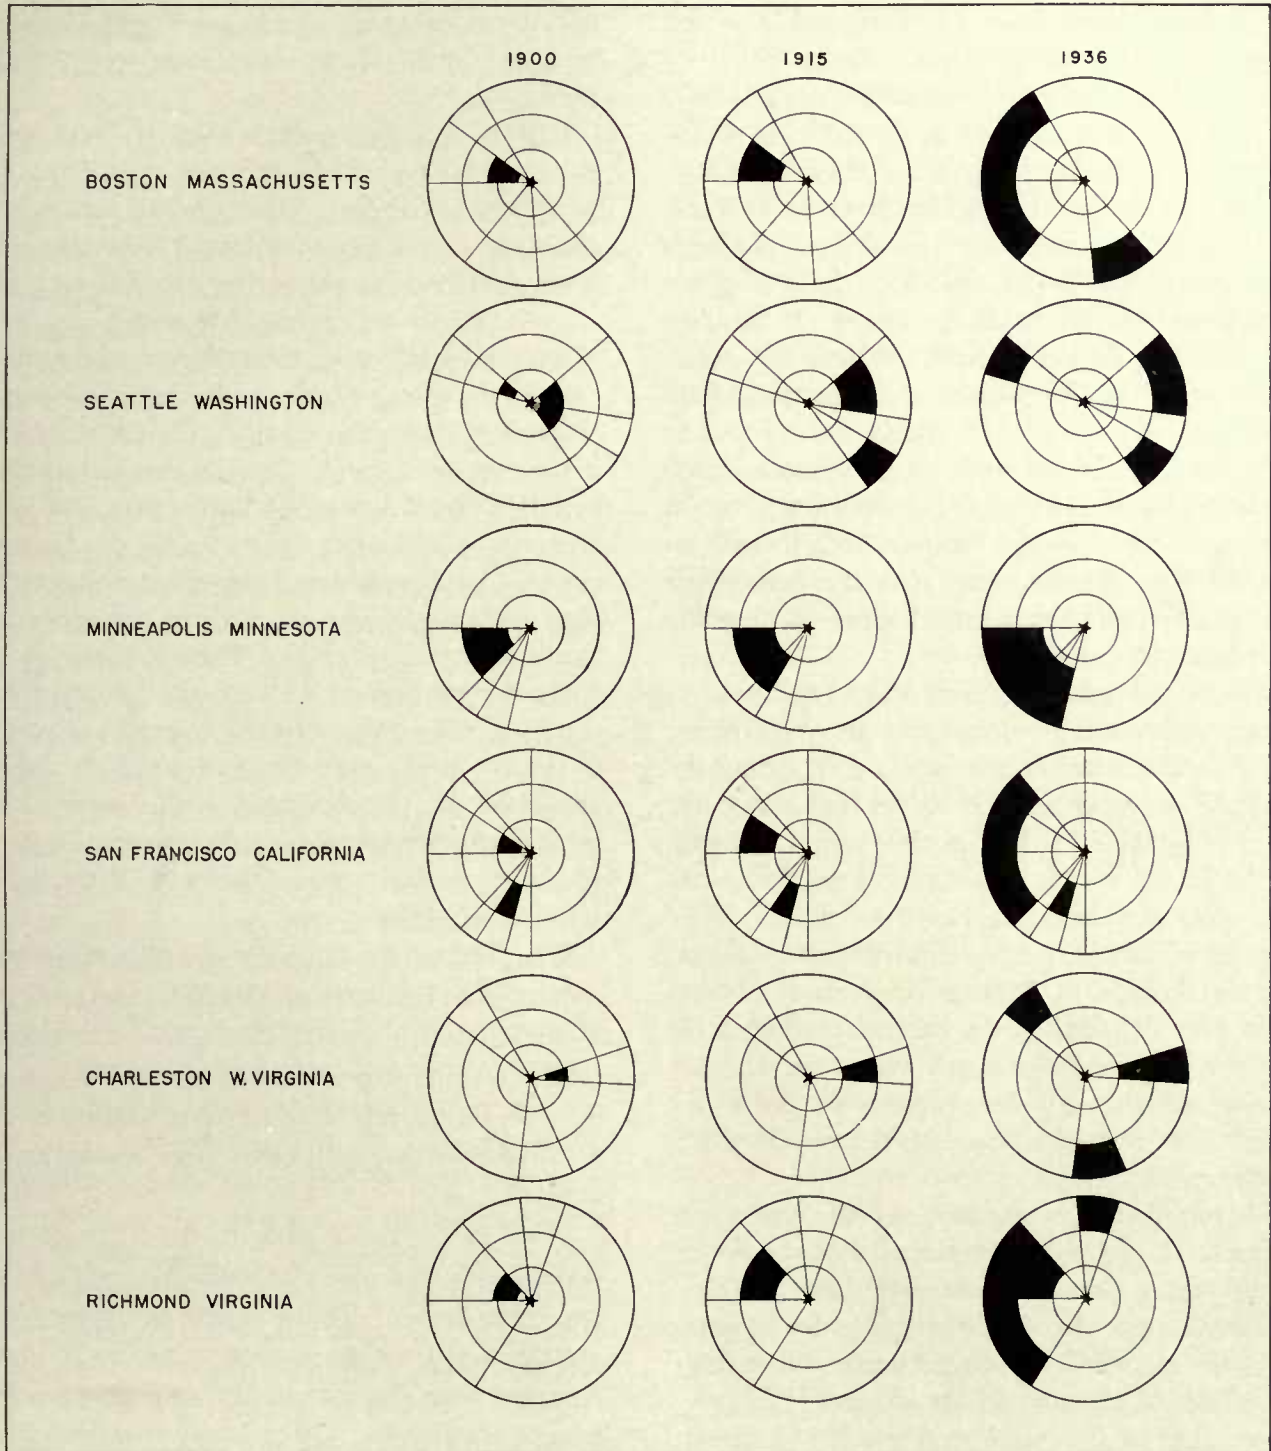 1900 1915 1936
BOSTON MASSACHUSETTS
SEATTLE WASHINGTON
MINNEAPOLIS MINNESOTA
SAN FRANCISCO CALIFORNIA
CHARLESTON W. VIRGINIA
RICHMOND VIRGINIA